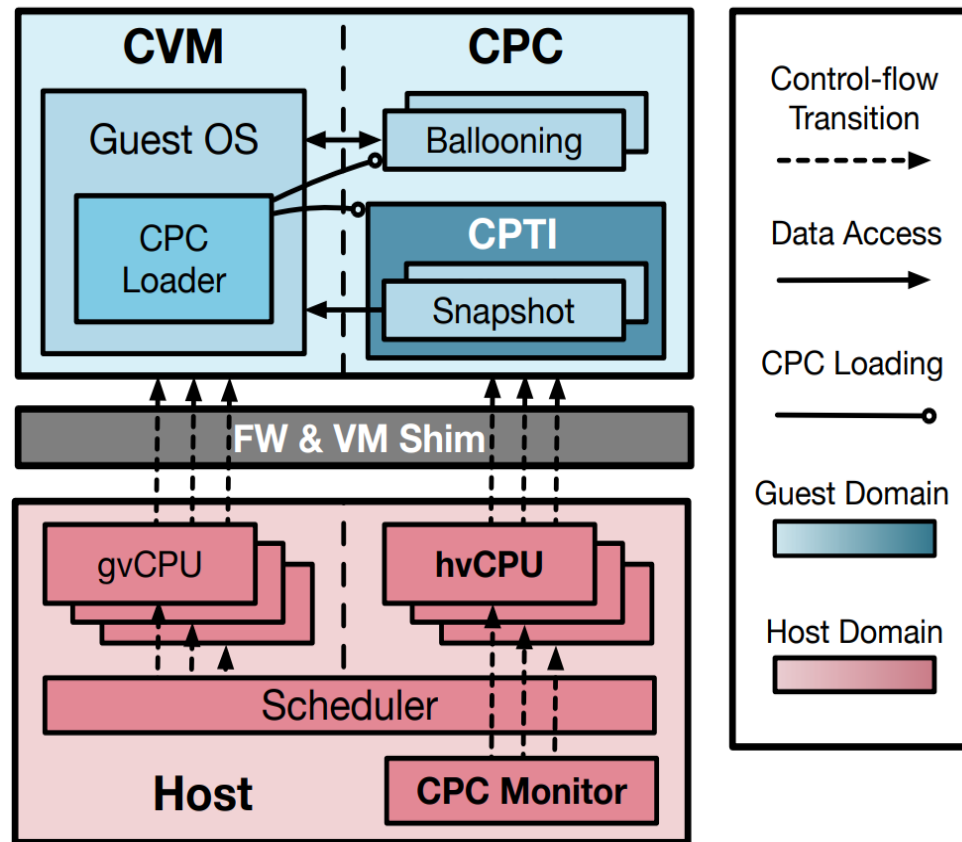 CVM
CPC
Guest OS
Ballooning
CPC
Loader
CPTI
Snapshot
FW & VM Shim
gvCPU
hvCPU
Scheduler
Host
CPC Monitor
Control-flow
Transition
Data Access
CPC Loading
Guest Domain
Host Domain